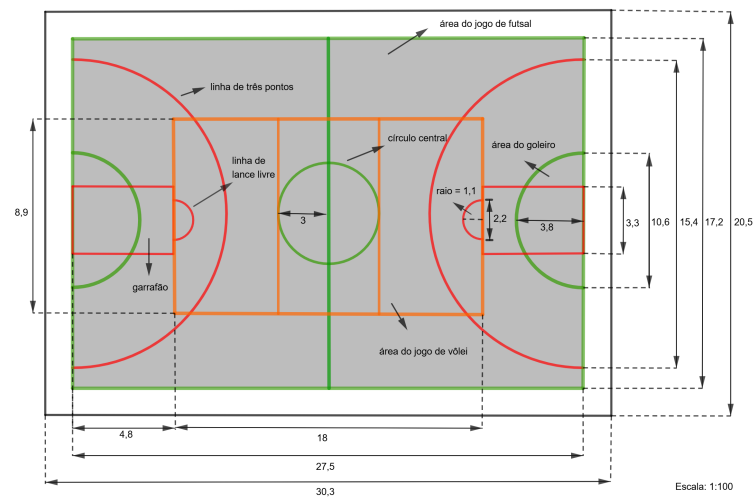 área do jogo de futsal
linha de três pontos
círculo central
área do goleiro
linha de
lance livre
raio = 1,1
8,9
3
2,2
3,8
3,3
10,6
15,4
17,2
20,5
garrafão
área do jogo de vôlei
4,8
18
27,5
30,3
Escala: 1:100